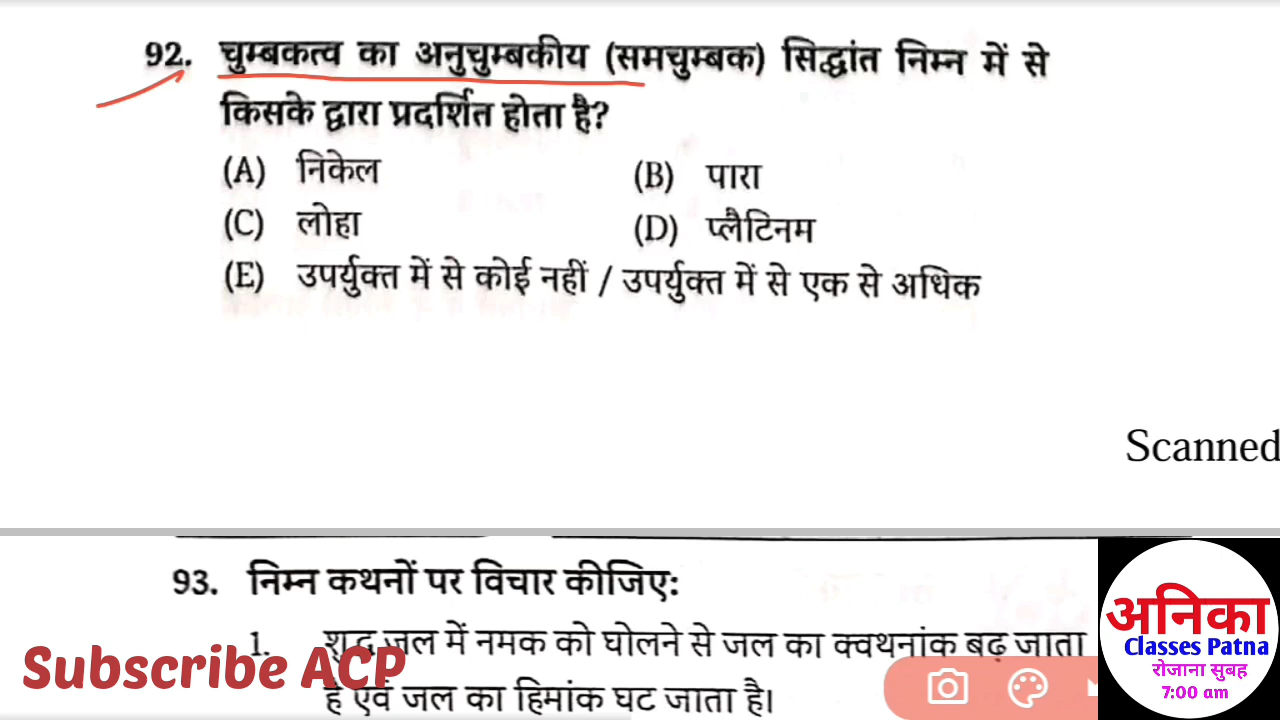 92. चुम्बकत्व का अनुचुम्बकीय (समचुम्बक) सिद्धांत निम्न में से
किसके द्वारा प्रदर्शित होता है?
(A) निकेल (B) पारा
(C) लोहा (D) प्लैटिनम
(E) उपर्युक्त में से कोई नहीं / उपर्युक्त में से एक से अधिक
Scanned
93. निम्न कथनों पर विचार कीजिए:
1. शुद्ध जल में नमक को घोलने से जल का क्वथनांक बढ़ जाता
है एवं जल का हिमांक घट जाता है।
Subscribe ACP
अनिका
Classes Patna
रोजाना सुबह
7:00 am